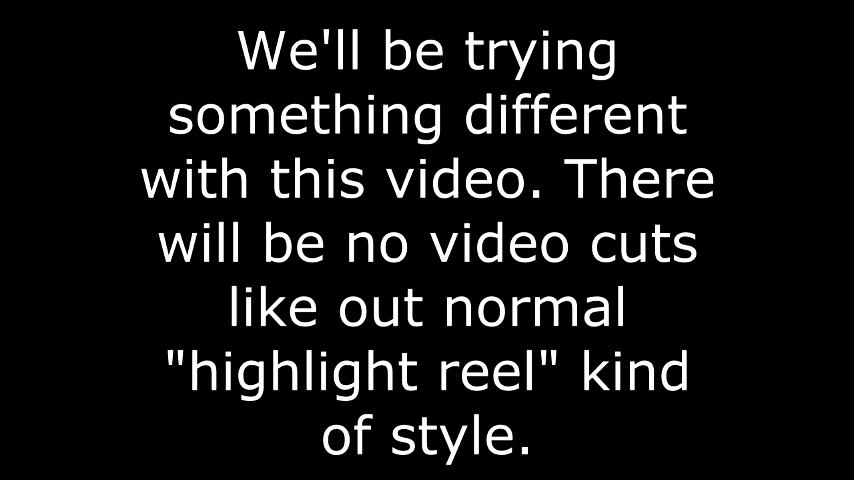 We'll be trying
something different
with this video. There
will be no video cuts
like out normal
"highlight reel" kind
of style.